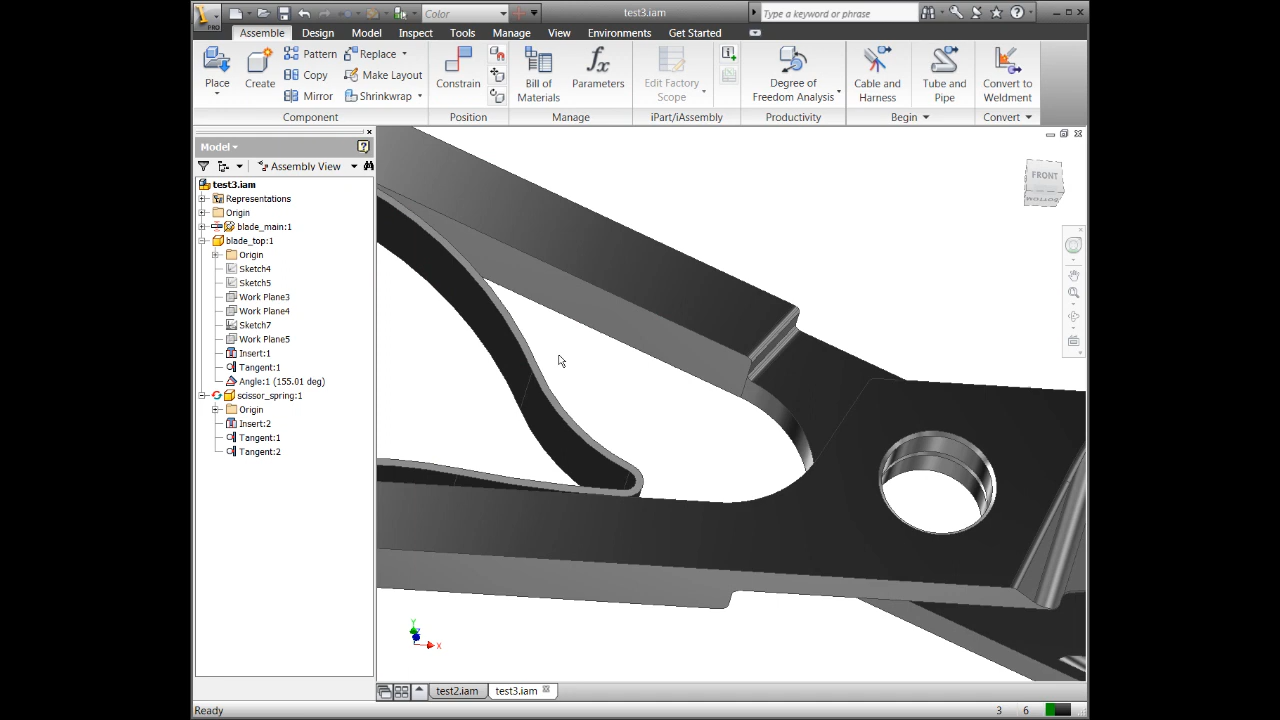 PRO
Color
test3.iam
Type a keyword or phrase
Assemble Design Model Inspect Tools Manage View Environments Get Started
Place
Create
Pattern
Copy
Mirror
Replace
Make Layout
Shrinkwrap
Component
Constrain
Position
Bill of
Materials
fx
Parameters
Manage
Edit Factory
Scope
iPart/iAssembly
Degree of
Freedom Analysis
Productivity
Cable and
Harness
Tube and
Pipe
Begin
Convert to
Weldment
Convert
Model
Assembly View
test3.iam
Representations
Origin
blade_main:1
blade_top:1
Origin
Sketch4
Sketch5
Work Plane3
Work Plane4
Sketch7
Work Plane5
Insert:1
Tangent:1
Angle:1 (155.01 deg)
scissor_spring:1
Origin
Insert:2
Tangent:1
Tangent:2
FRONT
BOTTOM
Y
X
test2.iam test3.iam
Ready
3 6